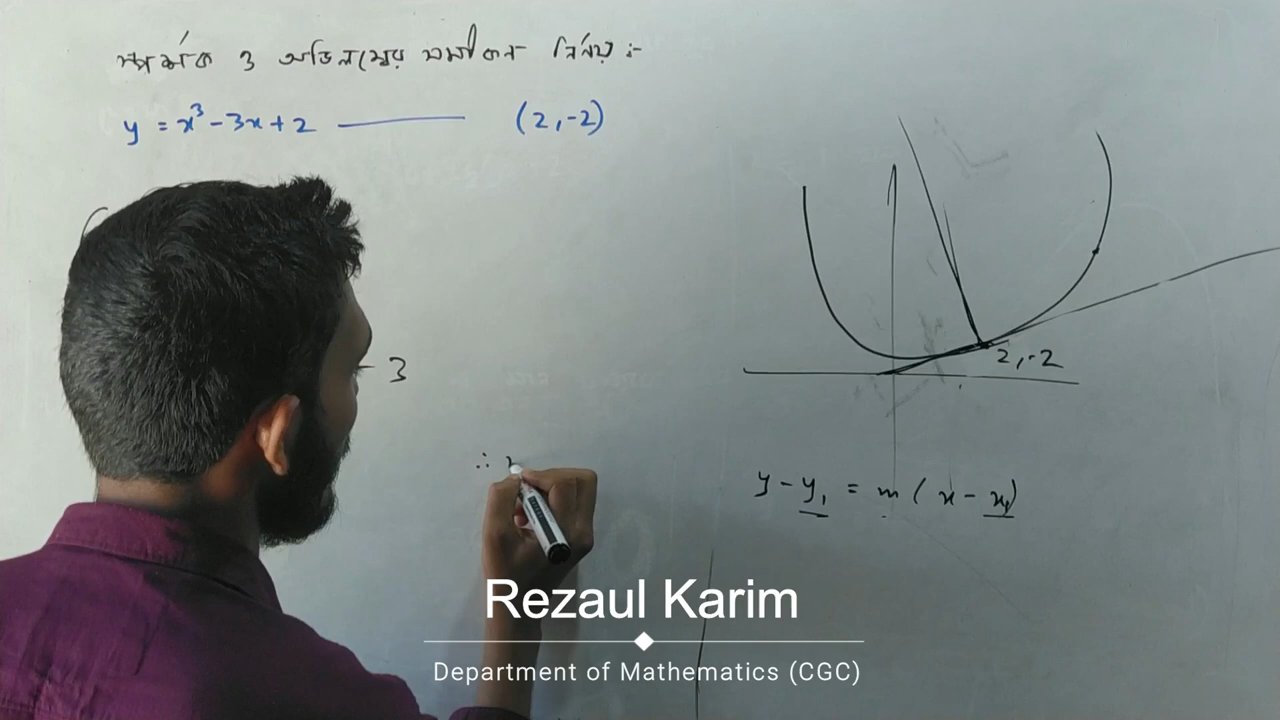 স্পর্শক ও অভিলম্বের সমীকরণ নির্ণয় :-
y = x³ - 3x + 2 ——— (2, -2)
- 3
2, -2
∴
y - y₁ = m ( x - x₁)
Rezaul Karim
Department of Mathematics (CGC)